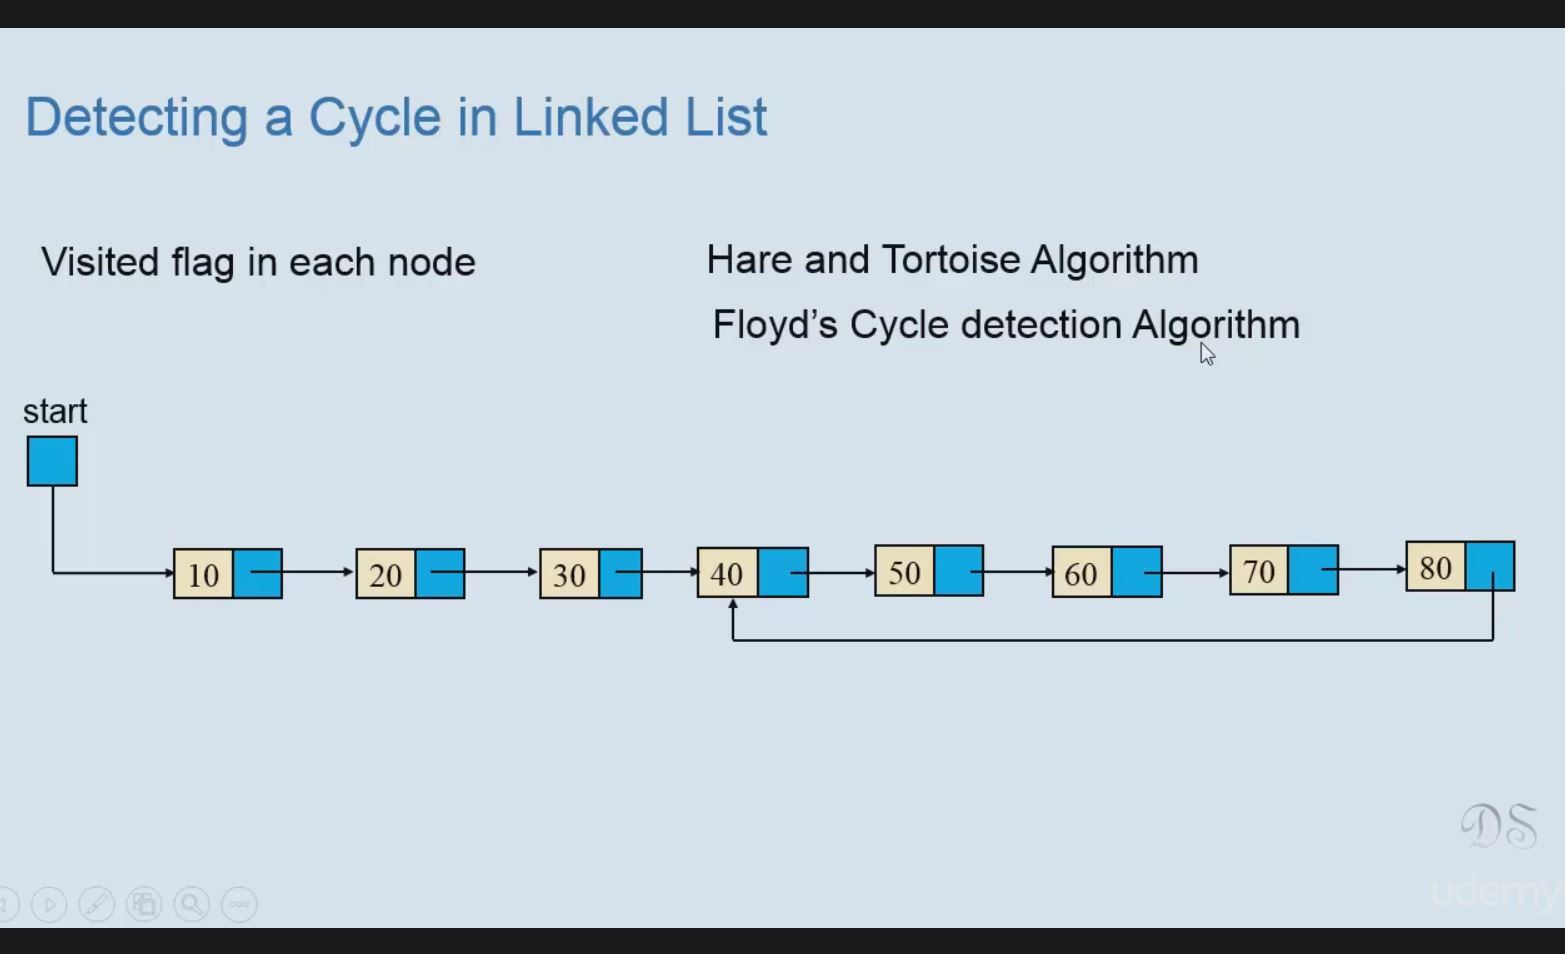 Detecting a Cycle in Linked List
Visited flag in each node
Hare and Tortoise Algorithm
Floyd’s Cycle detection Algorithm
start
10 20 30 40 50 60 70 80
DS
udemy